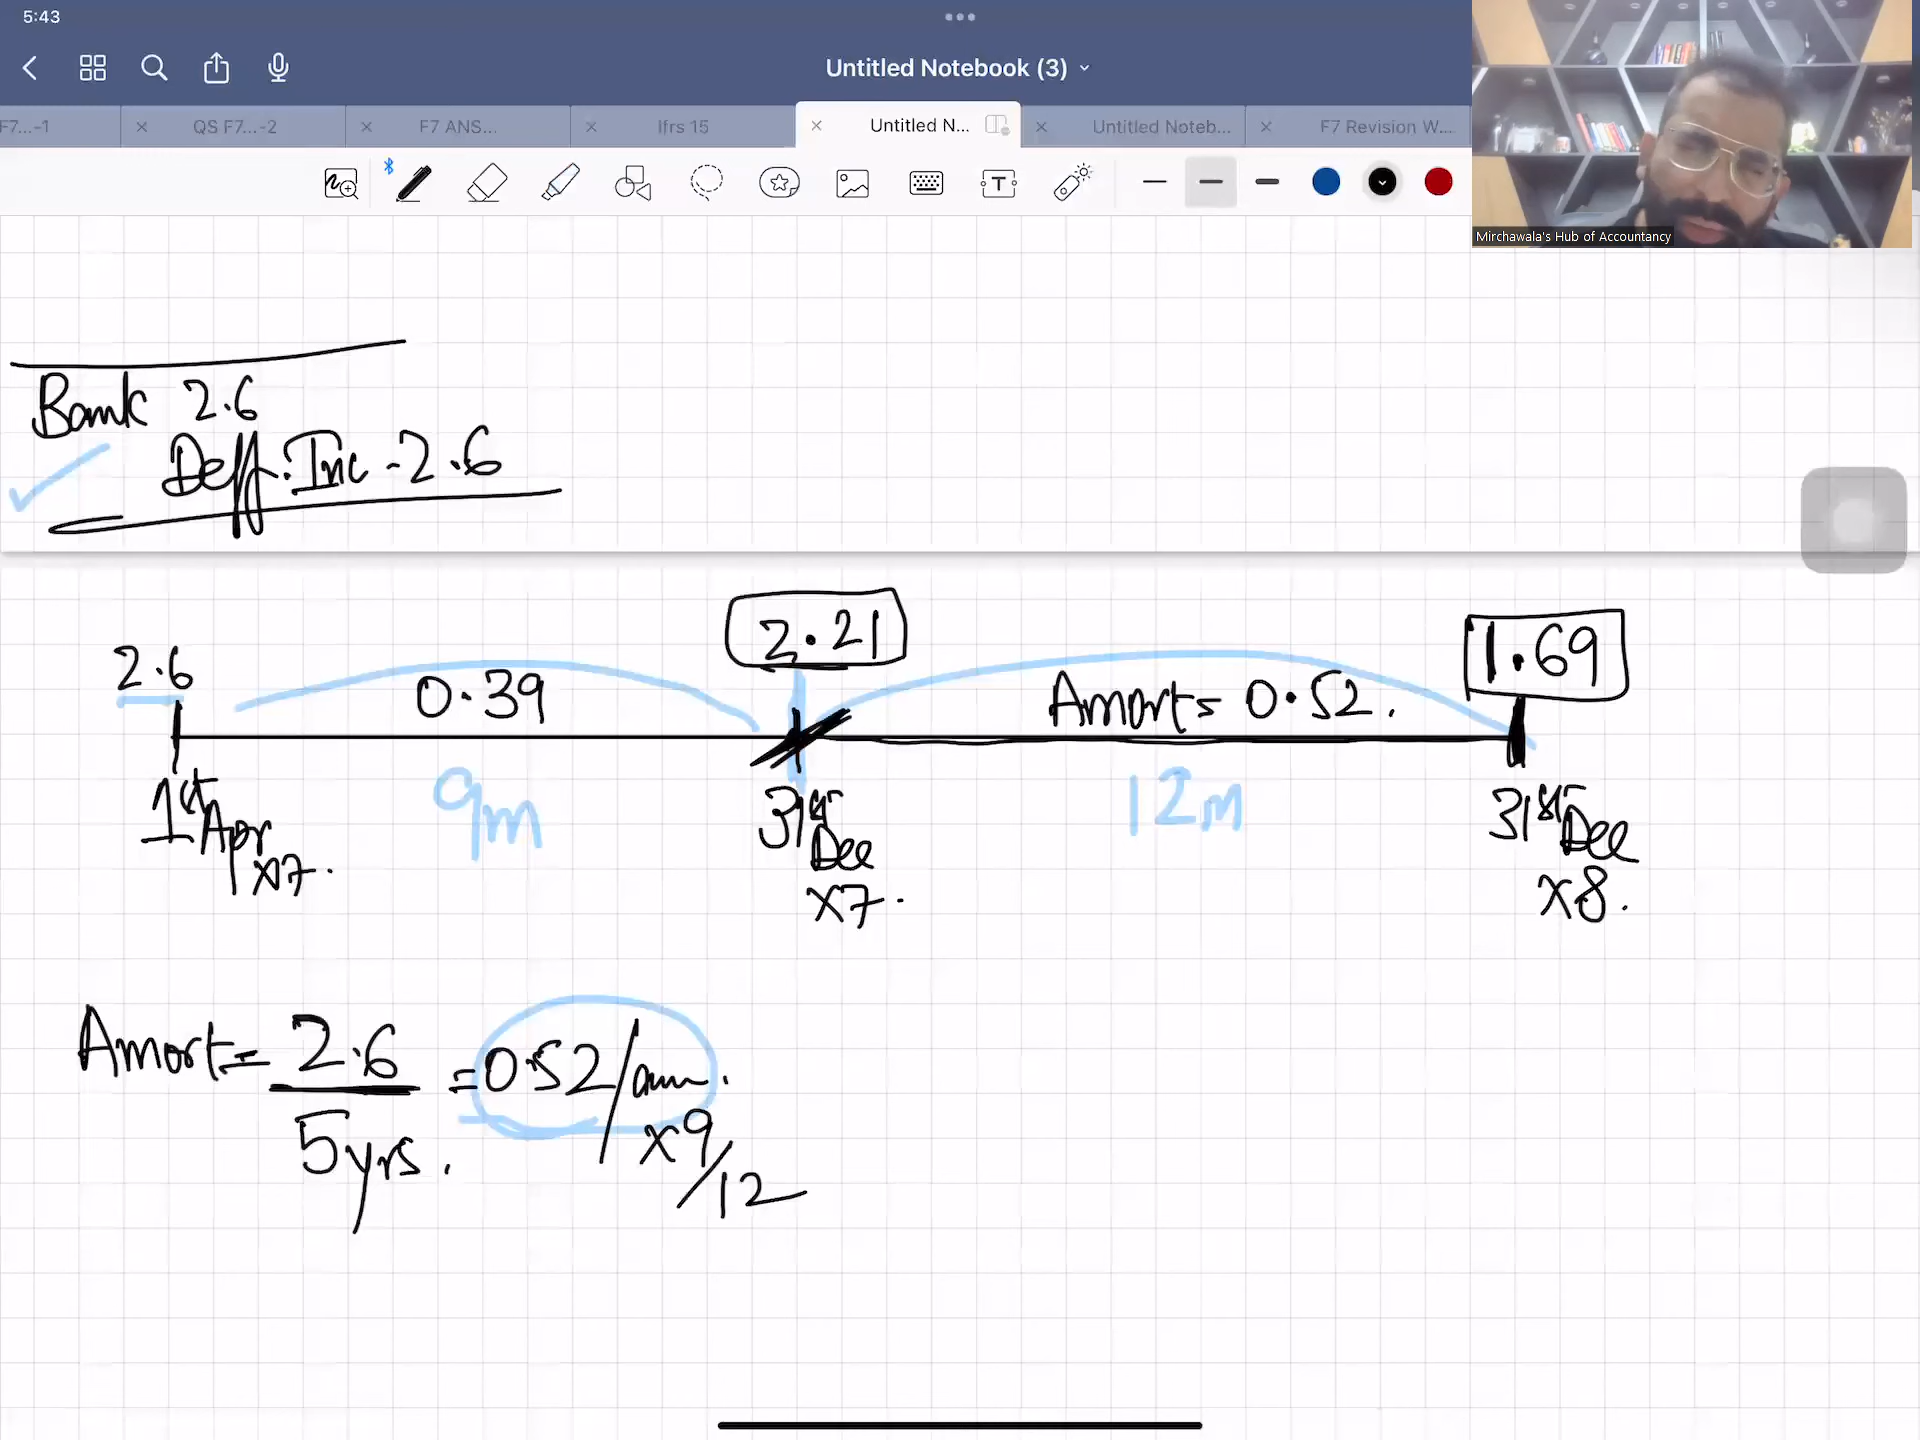 5:43
Untitled Notebook (3)
F7...-1
QS F7...-2
F7 ANS...
Ifrs 15
Untitled N...
Untitled Noteb...
F7 Revision W...
Mirchawala's Hub of Accountancy
Bank 2.6
Deff: Inc - 2.6
2.6
0.39
2.21
Amort = 0.52.
1.69
9m
12m
1st Apr x7.
31st Dec x7.
31st Dec x8.
Amort = 2.6 / 5yrs. = 0.52/ann. x9/12